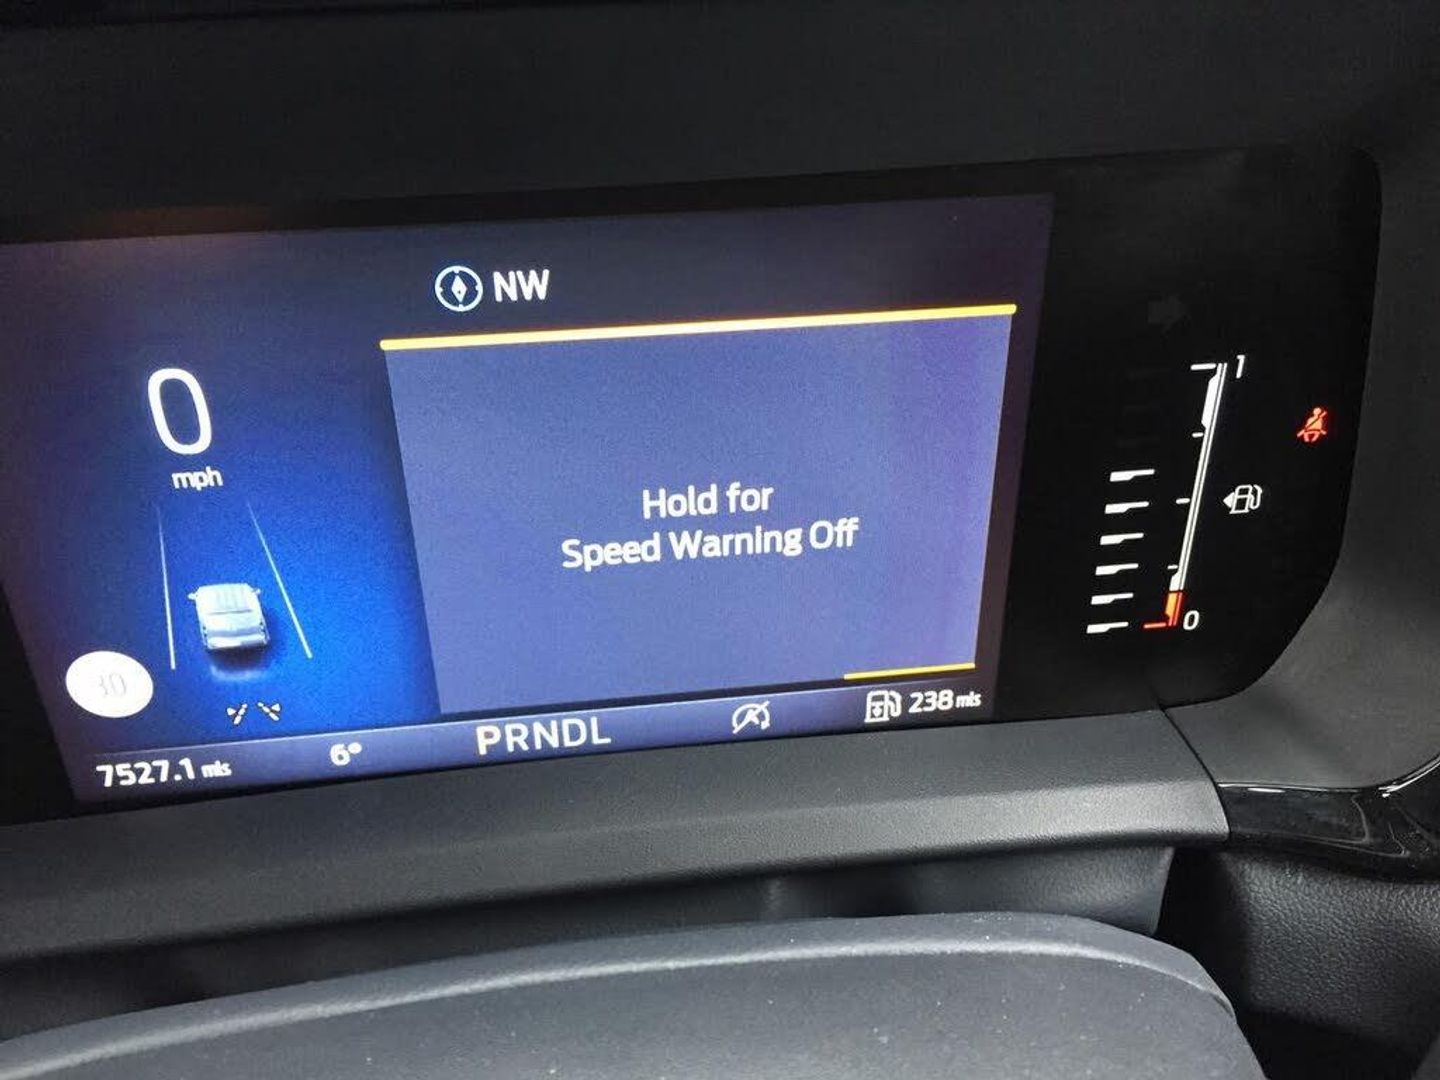 NW
0
mph
Hold for
Speed Warning Off
1
0
30
7527.1 mls
6°
PRNDL
238 mls